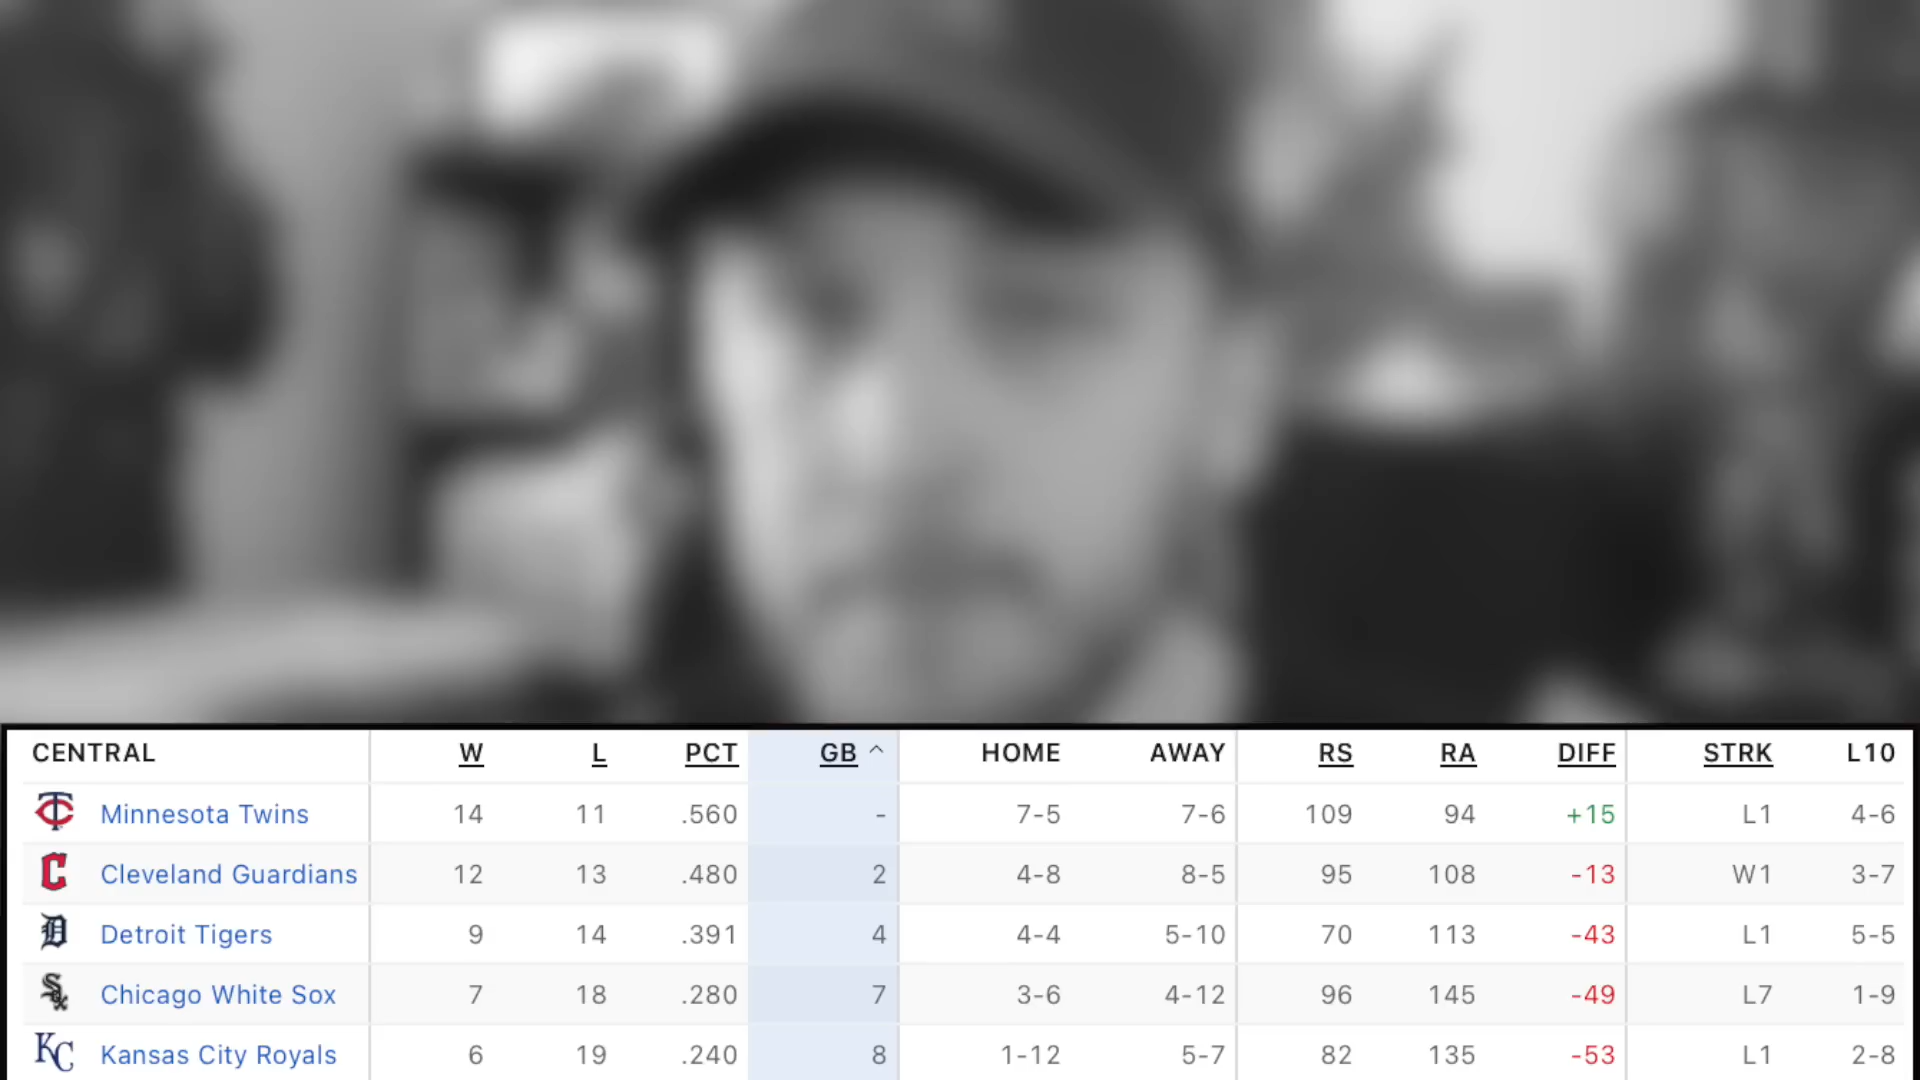 CENTRAL W L PCT GB ^ HOME AWAY RS RA DIFF STRK L10
Minnesota Twins 14 11 .560 - 7-5 7-6 109 94 +15 L1 4-6
Cleveland Guardians 12 13 .480 2 4-8 8-5 95 108 -13 W1 3-7
Detroit Tigers 9 14 .391 4 4-4 5-10 70 113 -43 L1 5-5
Chicago White Sox 7 18 .280 7 3-6 4-12 96 145 -49 L7 1-9
Kansas City Royals 6 19 .240 8 1-12 5-7 82 135 -53 L1 2-8